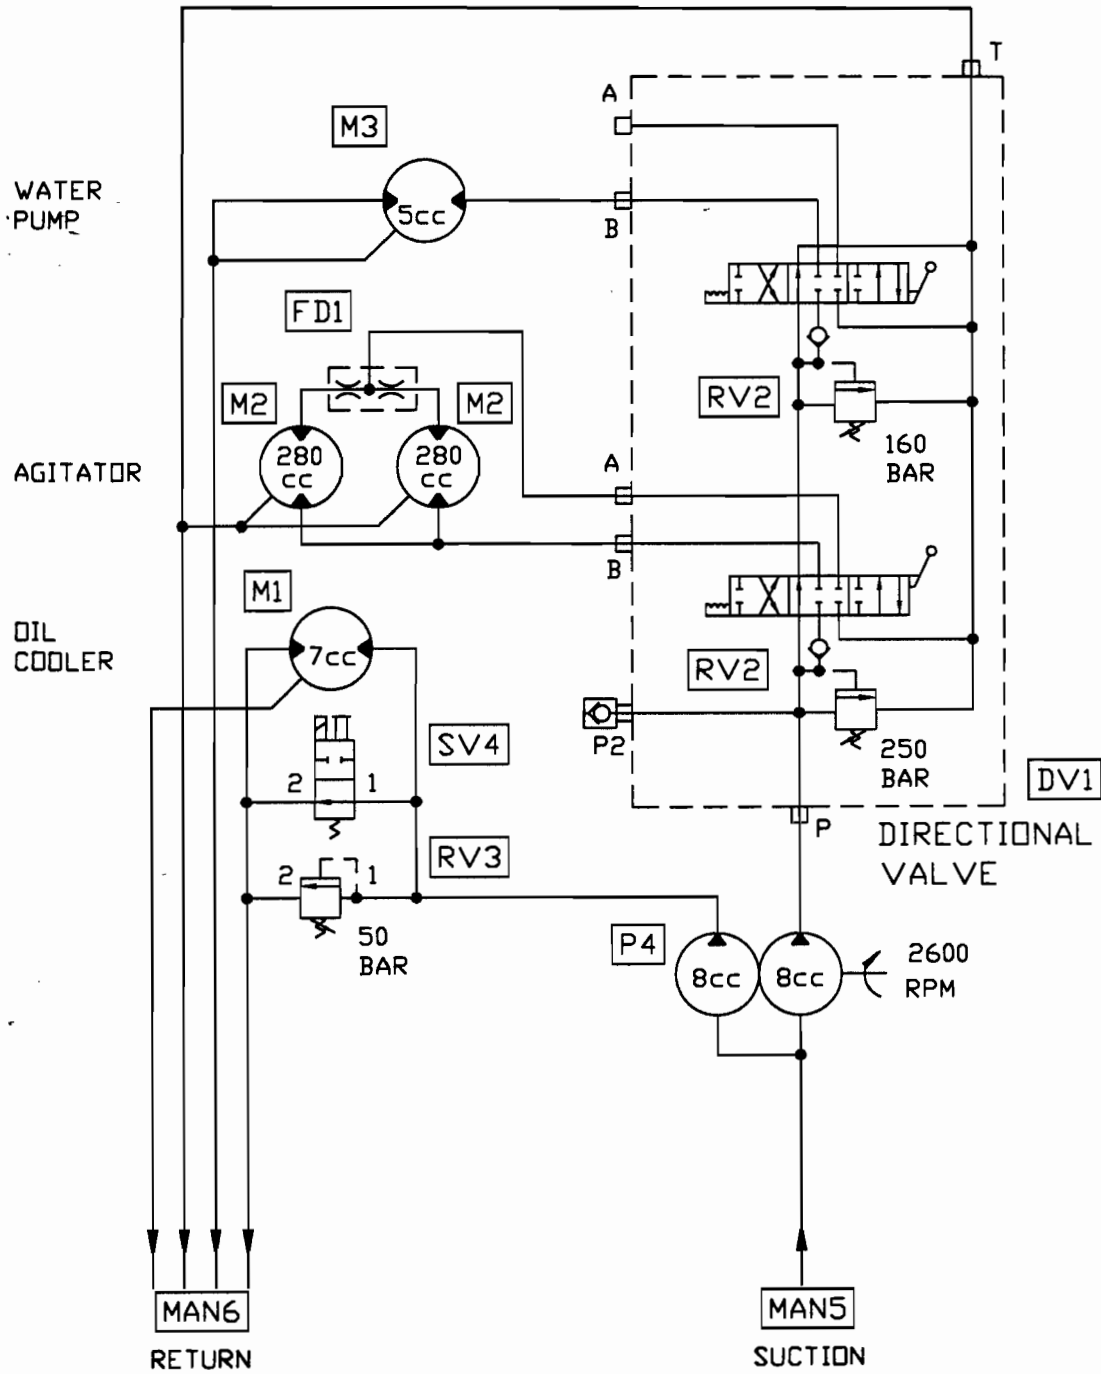 T
A
M3
WATER
PUMP
5cc
B
FD1
M2
M2
RV2
160
BAR
AGITATOR
280
cc
280
cc
A
B
M1
OIL
COOLER
7cc
RV2
SV4
P2
250
BAR
DV1
2
1
P
DIRECTIONAL
VALVE
RV3
2
1
50
BAR
P4
8cc
8cc
2600
RPM
MAN6
RETURN
MAN5
SUCTION